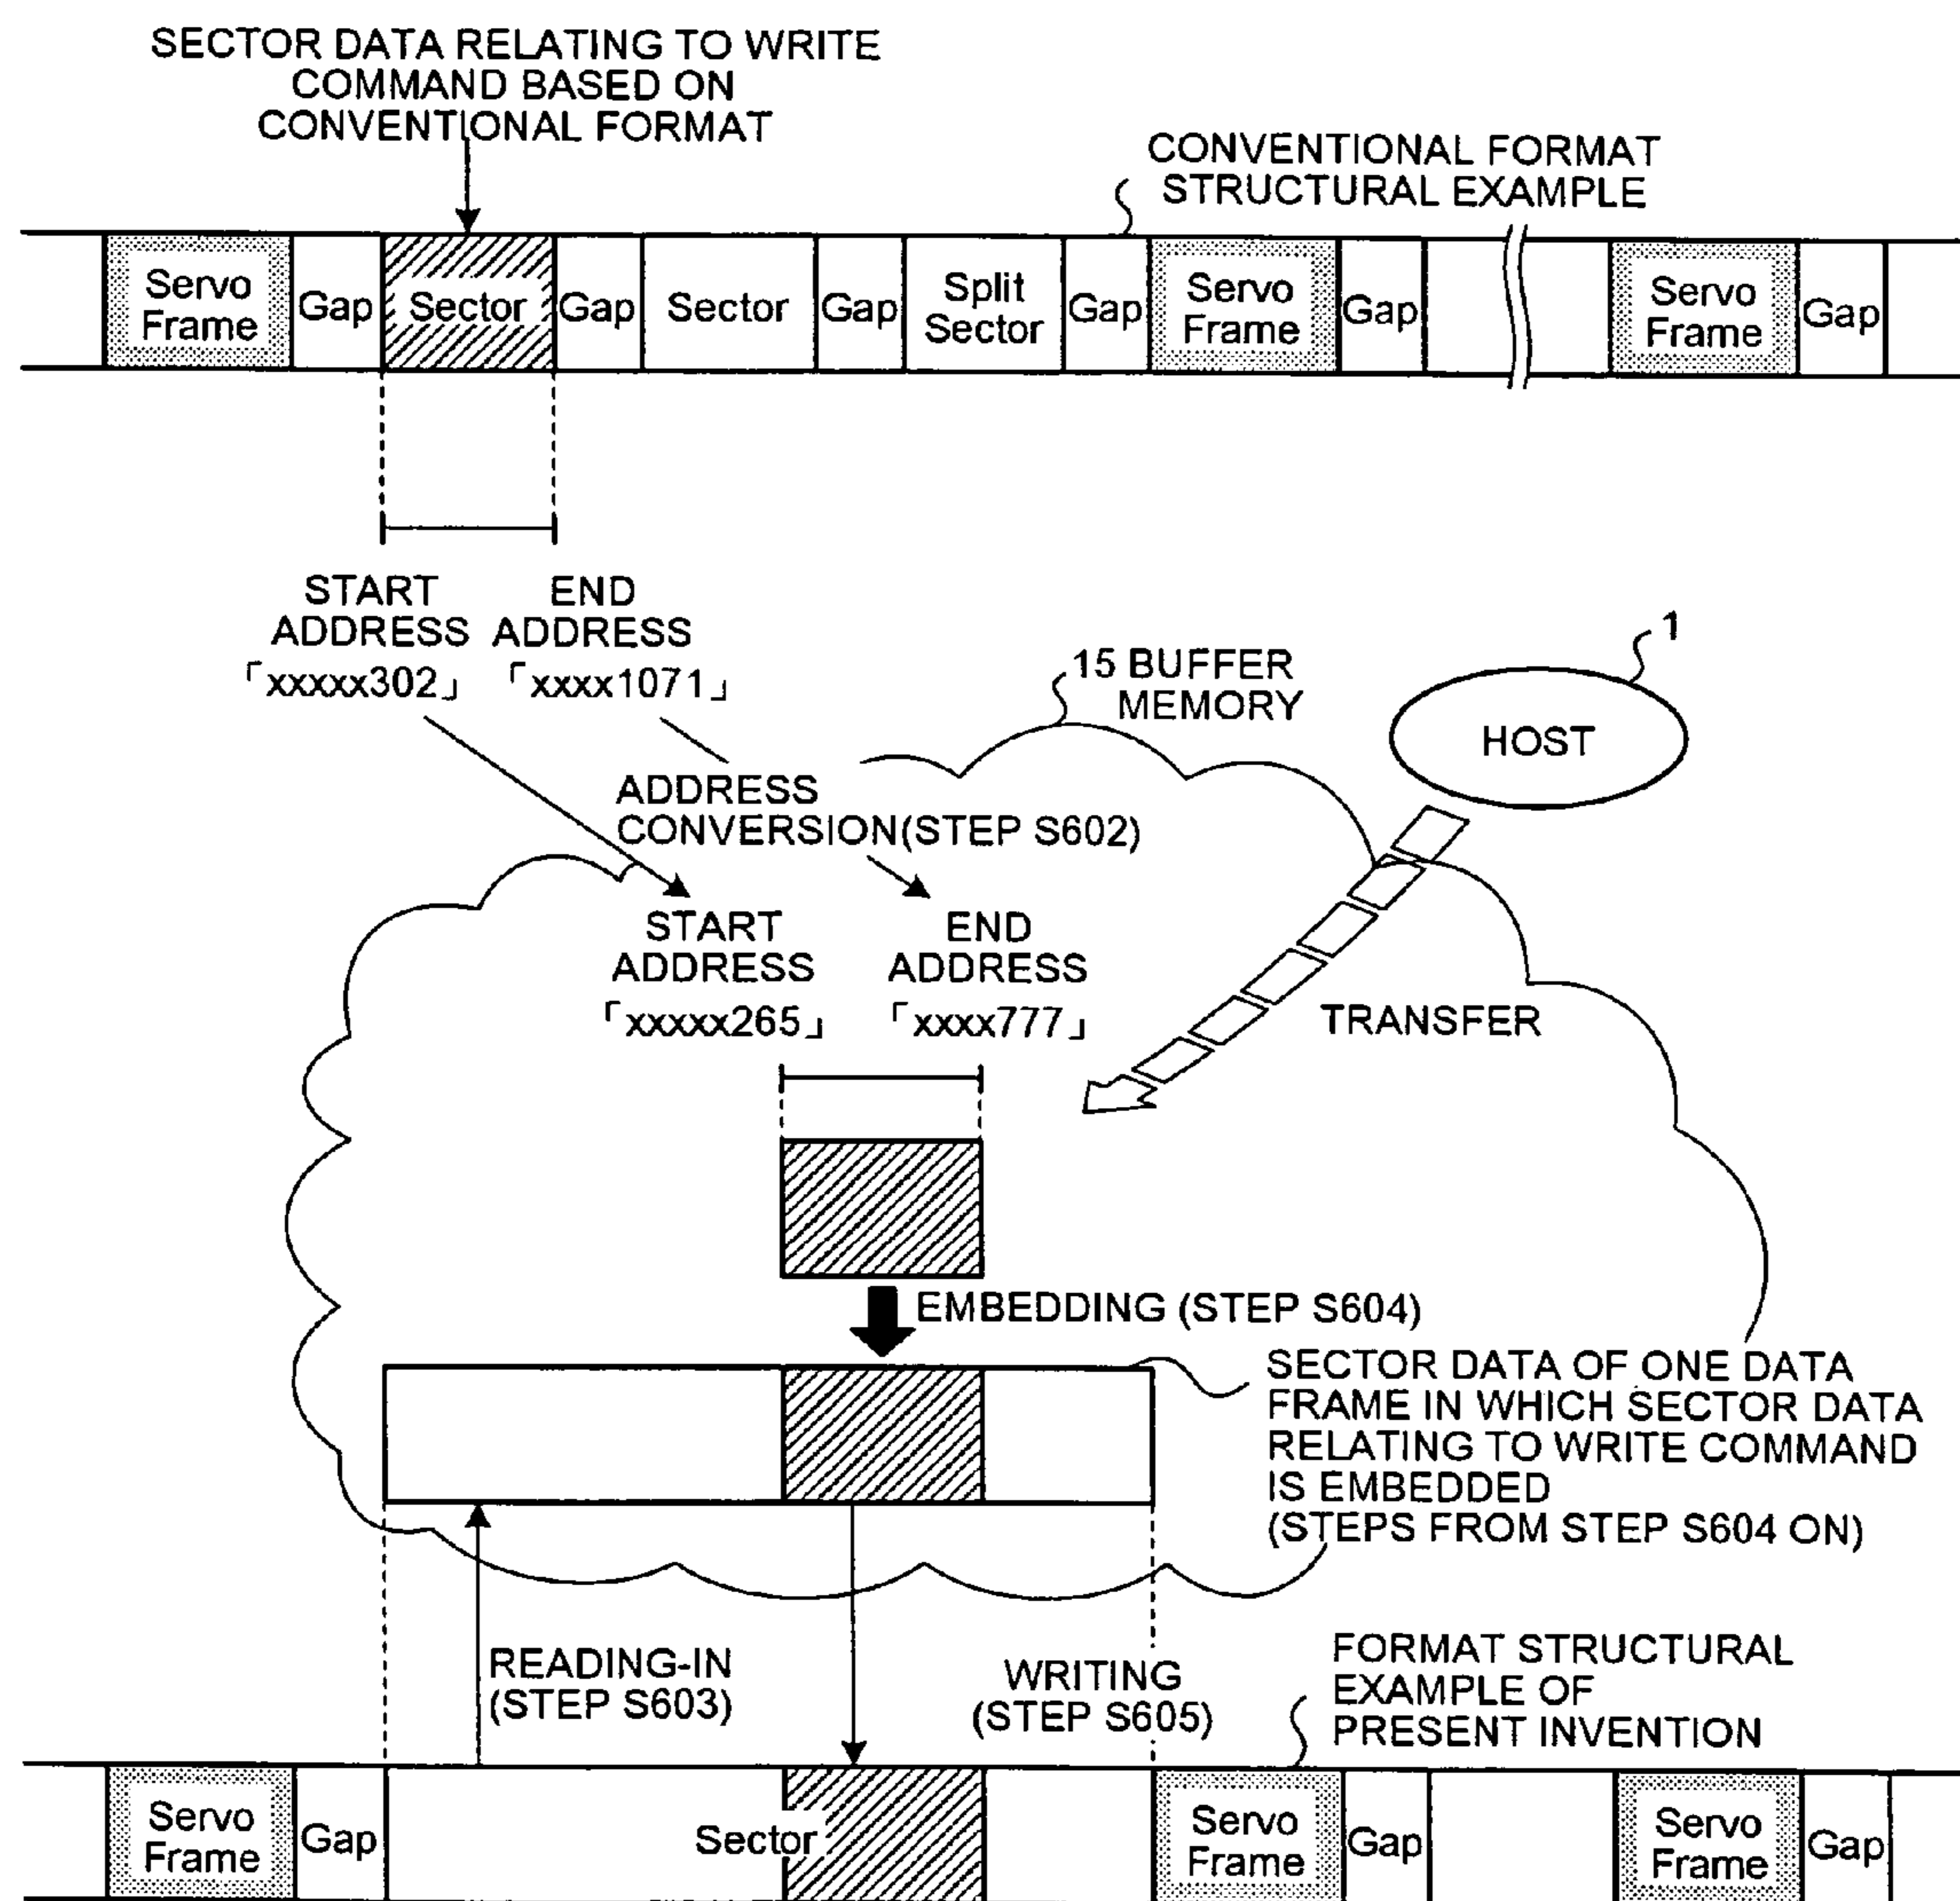 SECTOR DATA RELATING TO WRITE
COMMAND BASED ON
CONVENTIONAL FORMAT
CONVENTIONAL FORMAT
STRUCTURAL EXAMPLE
Servo
Frame
Gap
Sector
Gap
Sector
Gap
Split
Sector
Gap
Servo
Frame
Gap
Servo
Frame
Gap
START
ADDRESS
「xxxxx302」
END
ADDRESS
「xxxx1071」
15 BUFFER
MEMORY
1
HOST
ADDRESS
CONVERSION(STEP S602)
START
ADDRESS
「xxxxx265」
END
ADDRESS
「xxxx777」
TRANSFER
EMBEDDING (STEP S604)
SECTOR DATA OF ONE DATA
FRAME IN WHICH SECTOR DATA
RELATING TO WRITE COMMAND
IS EMBEDDED
(STEPS FROM STEP S604 ON)
READING-IN
(STEP S603)
WRITING
(STEP S605)
FORMAT STRUCTURAL
EXAMPLE OF
PRESENT INVENTION
Servo
Frame
Gap
Sector
Servo
Frame
Gap
Servo
Frame
Gap